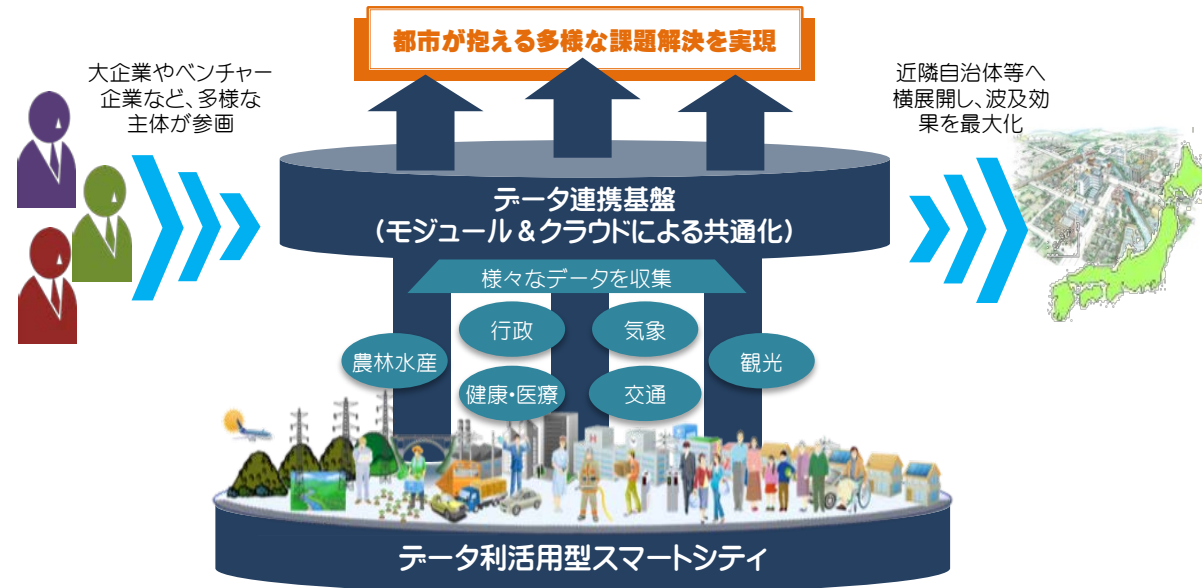 都市が抱える多様な課題解決を実現
大企業やベンチャー
企業など、多様な
主体が参画
近隣自治体等へ
横展開し、波及効
果を最大化
データ連携基盤
(モジュール&クラウドによる共通化)
様々なデータを収集
行政
気象
農林水産
観光
健康・医療
交通
H
データ利活用型スマートシティ